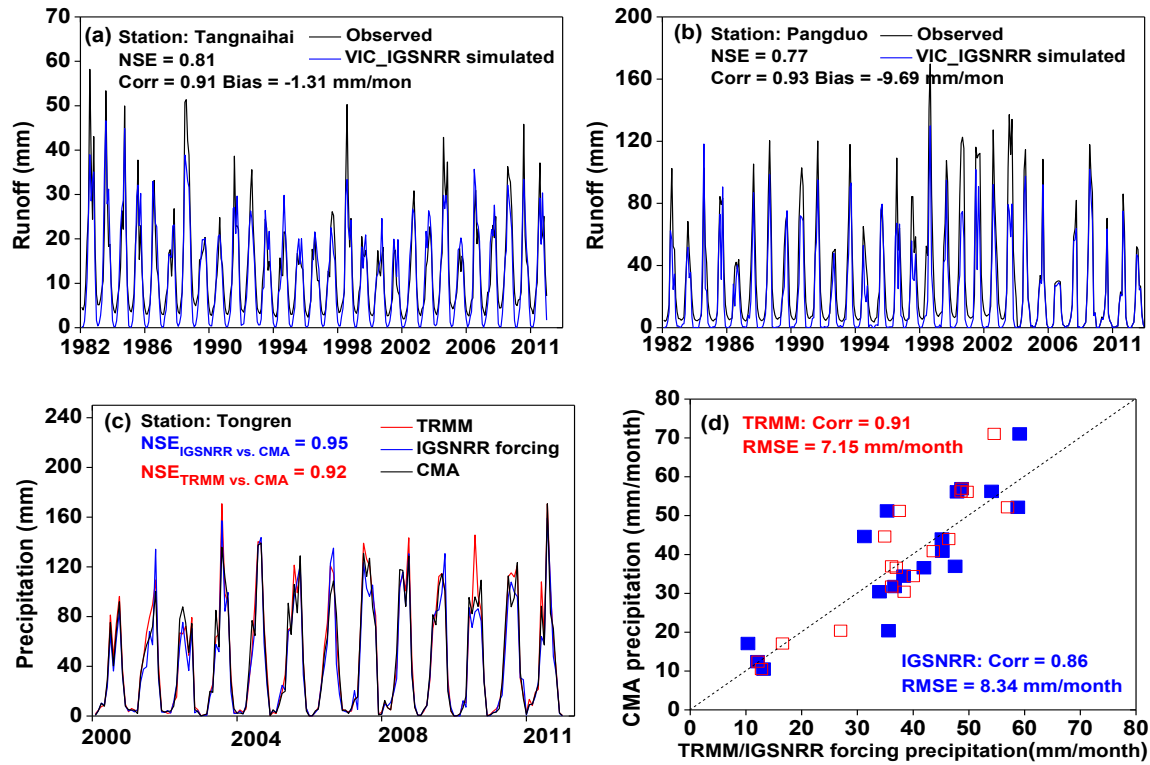 (a) Station: Tangnaihai
NSE = 0.81
Corr = 0.91 Bias = -1.31 mm/mon
Observed
VIC_IGSNRR simulated
Runoff (mm)
70
60
50
40
30
20
10
0
1982 1986 1990 1994 1998 2002 2006 2011
(b) Station: Pangduo
NSE = 0.77
Corr = 0.93 Bias = -9.69 mm/mon
Observed
VIC_IGSNRR simulated
Runoff (mm)
200
160
120
80
40
0
1982 1986 1990 1994 1998 2002 2006 2011
(c) Station: Tongren
NSE IGSNRR vs. CMA = 0.95
NSE TRMM vs. CMA = 0.92
TRMM
IGSNRR forcing
CMA
Precipitation (mm)
240
200
160
120
80
40
0
2000 2004 2008 2011
(d)
TRMM: Corr = 0.91
RMSE = 7.15 mm/month
IGSNRR: Corr = 0.86
RMSE = 8.34 mm/month
CMA precipitation (mm/month)
80
70
60
50
40
30
20
10
0
0 10 20 30 40 50 60 70 80
TRMM/IGSNRR forcing precipitation(mm/month)